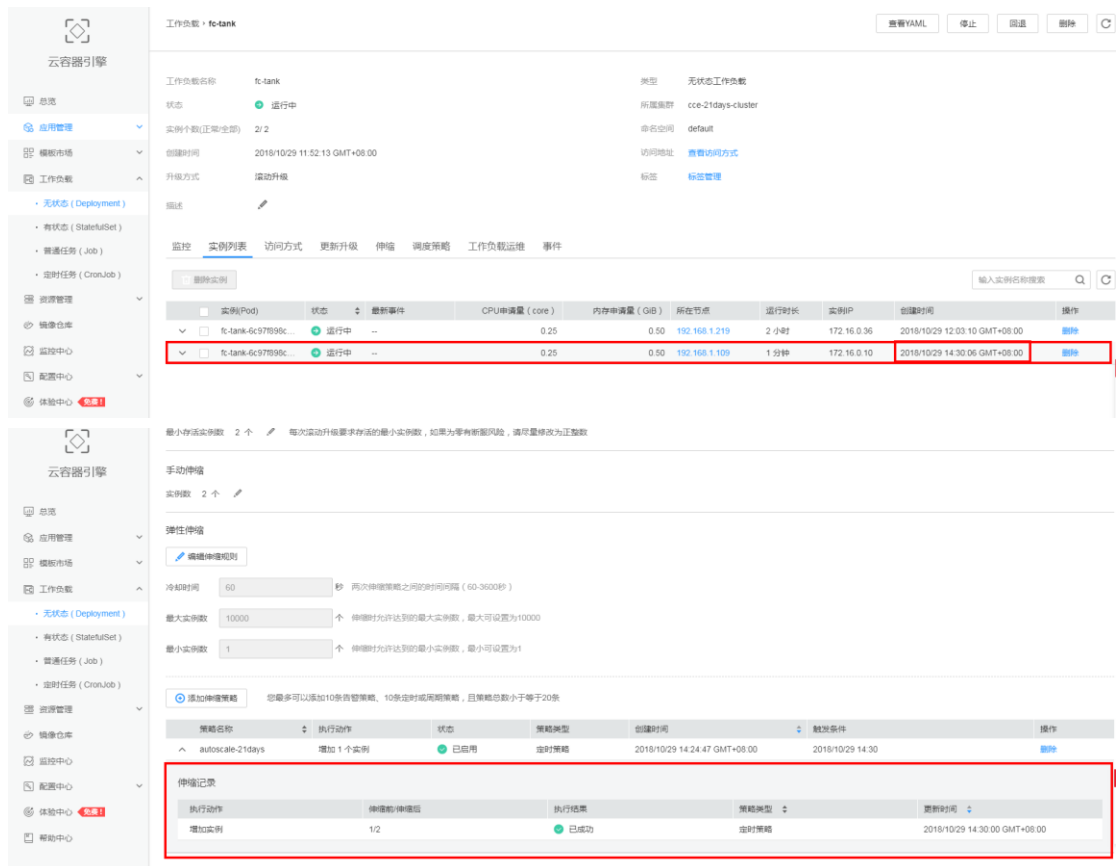 工作负载 › fc-tank
查看YAML 停止 回退 删除
云容器引擎
总览
应用管理
模板市场
工作负载
无状态（Deployment）
有状态（StatefulSet）
普通任务（Job）
定时任务（CronJob）
资源管理
镜像仓库
监控中心
配置中心
体验中心 免费！
工作负载名称 fc-tank 类型 无状态工作负载
状态 运行中 所属集群 cce-21days-cluster
实例个数(正常/全部) 2/ 2 命名空间 default
创建时间 2018/10/29 11:52:13 GMT+08:00 访问地址 查看访问方式
升级方式 滚动升级 标签 标签管理
描述
监控 实例列表 访问方式 更新升级 伸缩 调度策略 工作负载运维 事件
删除实例 输入实例名称搜索
实例(Pod) 状态 最新事件 CPU申请量（core） 内存申请量（GiB） 所在节点 运行时长 实例IP 创建时间 操作
fc-tank-6c97f898c... 运行中 -- 0.25 0.50 192.168.1.219 2 小时 172.16.0.36 2018/10/29 12:03:10 GMT+08:00 删除
fc-tank-6c97f898c... 运行中 -- 0.25 0.50 192.168.1.109 1 分钟 172.16.0.10 2018/10/29 14:30:06 GMT+08:00 删除
云容器引擎
总览
应用管理
模板市场
工作负载
无状态（Deployment）
有状态（StatefulSet）
普通任务（Job）
定时任务（CronJob）
资源管理
镜像仓库
监控中心
配置中心
体验中心 免费！
帮助中心
最小存活实例数 2 个 每次滚动升级要求存活的最小实例数，如果为零有断服风险，请尽量修改为正整数
手动伸缩
实例数 2 个
弹性伸缩
编辑伸缩规则
冷却时间 60 秒 两次伸缩策略之间的时间间隔（60-3600秒）
最大实例数 10000 个 伸缩时允许达到的最大实例数，最大可设置为10000
最小实例数 1 个 伸缩时允许达到的最小实例数，最小可设置为1
添加伸缩策略 您最多可以添加10条告警策略、10条定时或周期策略，且策略总数小于等于20条
策略名称 执行动作 状态 策略类型 创建时间 触发条件 操作
autoscale-21days 增加 1 个实例 已启用 定时策略 2018/10/29 14:24:47 GMT+08:00 2018/10/29 14:30 删除
伸缩记录
执行动作 伸缩前/伸缩后 执行结果 策略类型 更新时间
增加实例 1/2 已成功 定时策略 2018/10/29 14:30:00 GMT+08:00